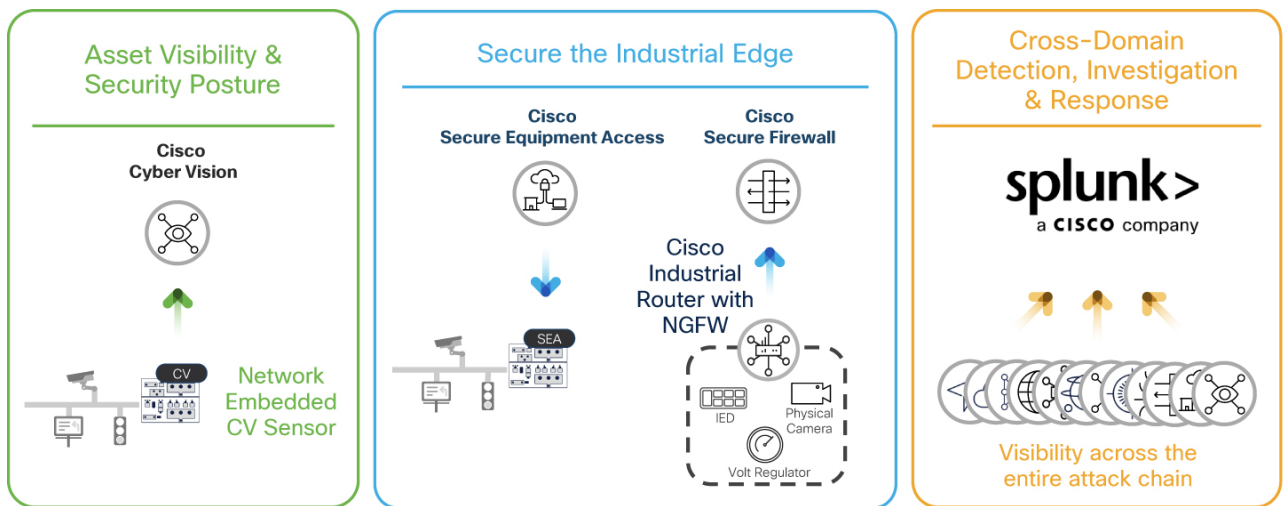 Asset Visibility &
Security Posture
Cisco
Cyber Vision
CV
Network
Embedded
CV Sensor
Secure the Industrial Edge
Cisco
Secure Equipment Access
SEA
Cisco
Secure Firewall
Cisco
Industrial
Router with
NGFW
IED
Physical
Camera
Volt Regulator
Cross-Domain
Detection, Investigation
& Response
splunk>
a CISCO company
Visibility across the
entire attack chain